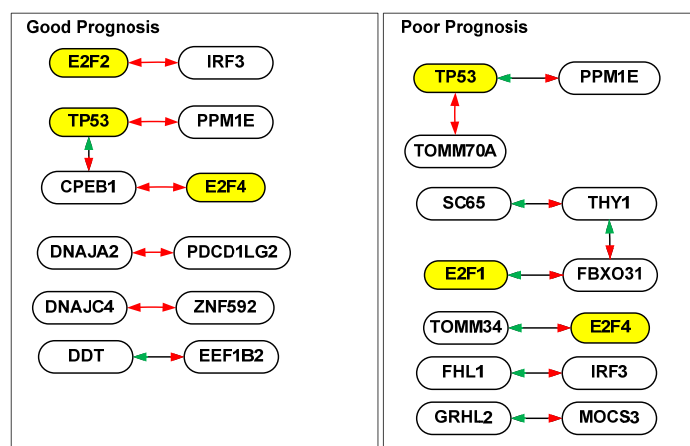 Good Prognosis
E2F2 IRF3
TP53 PPM1E
CPEB1 E2F4
DNAJA2 PDCD1LG2
DNAJC4 ZNF592
DDT EEF1B2
Poor Prognosis
TP53 PPM1E
TOMM70A
SC65 THY1
E2F1 FBXO31
TOMM34 E2F4
FHL1 IRF3
GRHL2 MOCS3